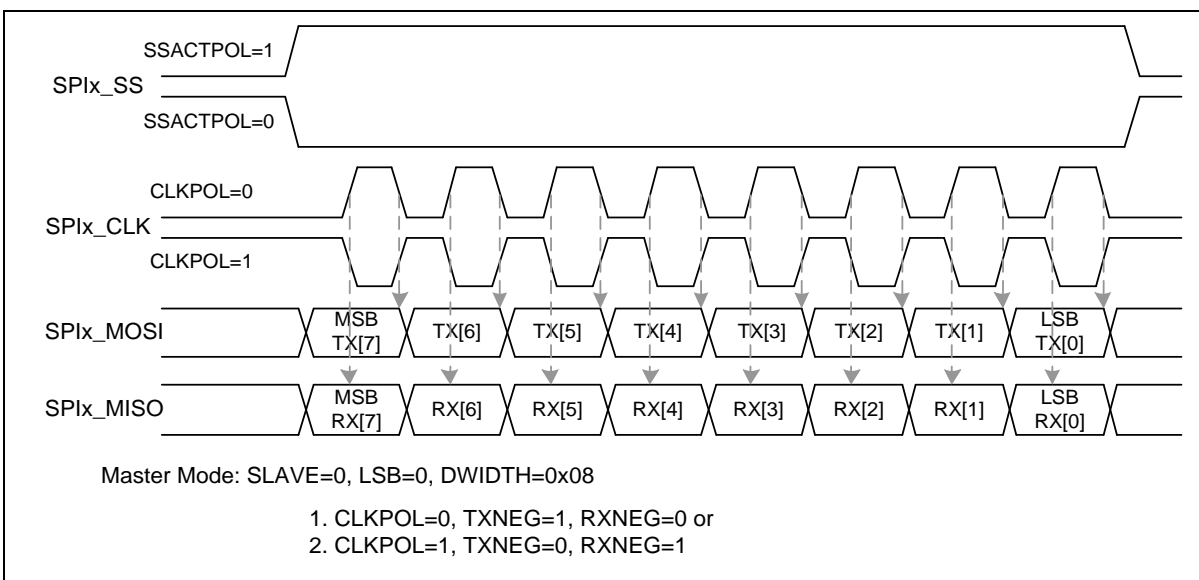 SSACTPOL=1
SPIx_SS
SSACTPOL=0
CLKPOL=0
SPIx_CLK
CLKPOL=1
SPIx_MOSI
MSB
TX[7]
TX[6]
TX[5]
TX[4]
TX[3]
TX[2]
TX[1]
LSB
TX[0]
SPIx_MISO
MSB
RX[7]
RX[6]
RX[5]
RX[4]
RX[3]
RX[2]
RX[1]
LSB
RX[0]
Master Mode: SLAVE=0, LSB=0, DWIDTH=0x08
1. CLKPOL=0, TXNEG=1, RXNEG=0 or
2. CLKPOL=1, TXNEG=0, RXNEG=1